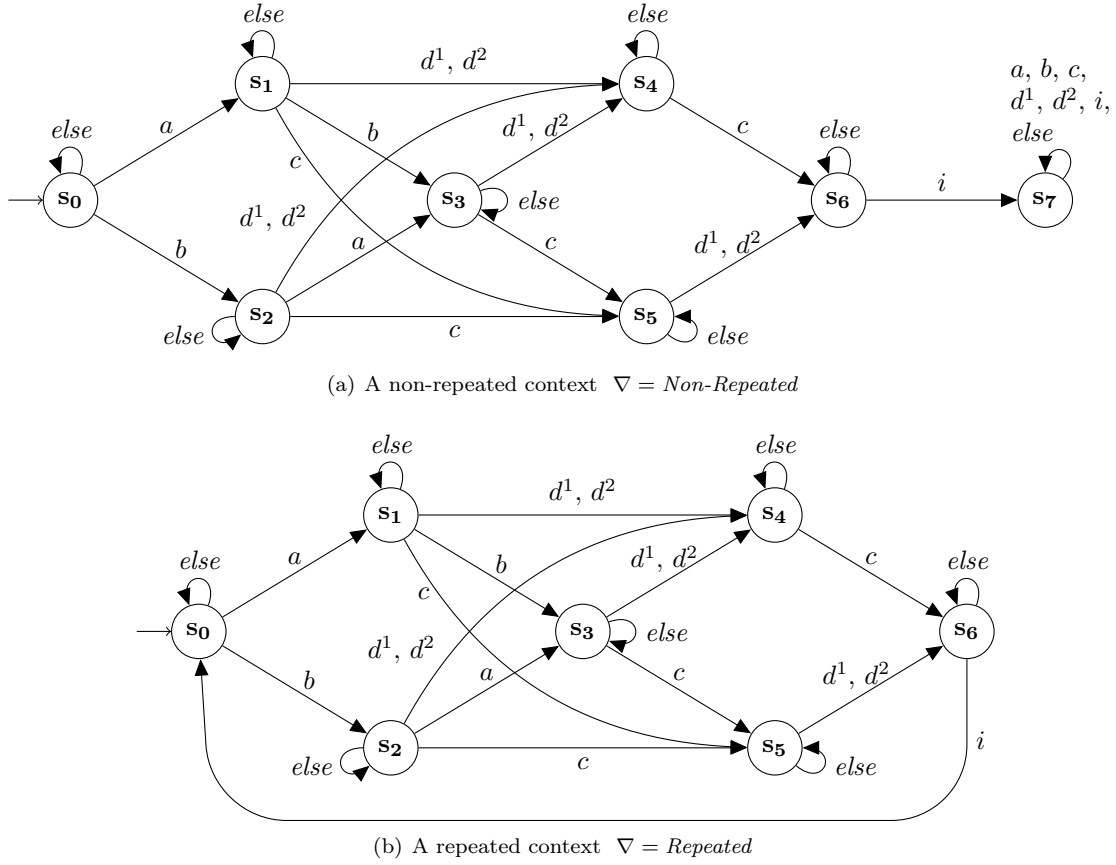 else
else
d¹, d²
s₁
s₄
a, b, c,
d¹, d², i,
else
else
a
b
d¹, d²
c
else
c
s₀
s₃
else
s₆
i
s₇
d¹, d²
b
a
c
d¹, d²
s₂
s₅
else
c
else
(a) A non-repeated context ∇ = Non-Repeated
else
else
d¹, d²
s₁
s₄
else
a
b
d¹, d²
c
else
c
s₀
s₃
else
s₆
d¹, d²
b
a
c
d¹, d²
s₂
s₅
i
else
c
else
(b) A repeated context ∇ = Repeated